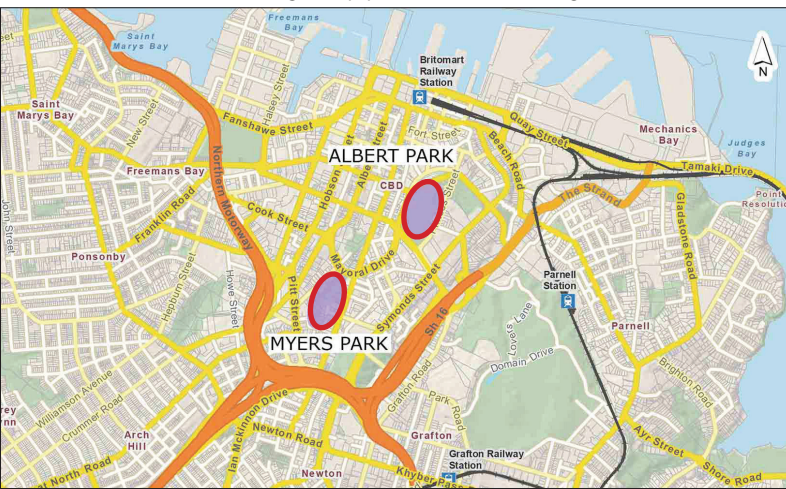 Freemans
Bay
Saint
Marys Bay
Britomart
Railway
Station
N
Saint
Marys Bay
New Street
Halsey Street
Fanshawe Street
Quay Street
Fort Street
Mechanics
Bay
Judges
Bay
Beach Road
Hobson Street
Albert Street
ALBERT PARK
Tamaki Drive
Freemans Bay
Northern Motorway
CBD
The Strand
Point
Resolutio
John Street
Franklin Road
Cook Street
Gladstone Road
Ponsonby
Mayoral Drive
Hepburn Street
Howe Street
Pitt Street
Symonds Street
Parnell
Station
Sh 16
Lovers Lane
Parnell
MYERS PARK
Domain Drive
Grafton Road
Brighton Road
Williamson Avenue
Crummer Road
Park
Road
Ian McKinnon Drive
Arch
Hill
Newton Road
Grafton
Ayr Street
Grafton Railway
Station
Newton
Khyber Pass
Shore Road
North Road